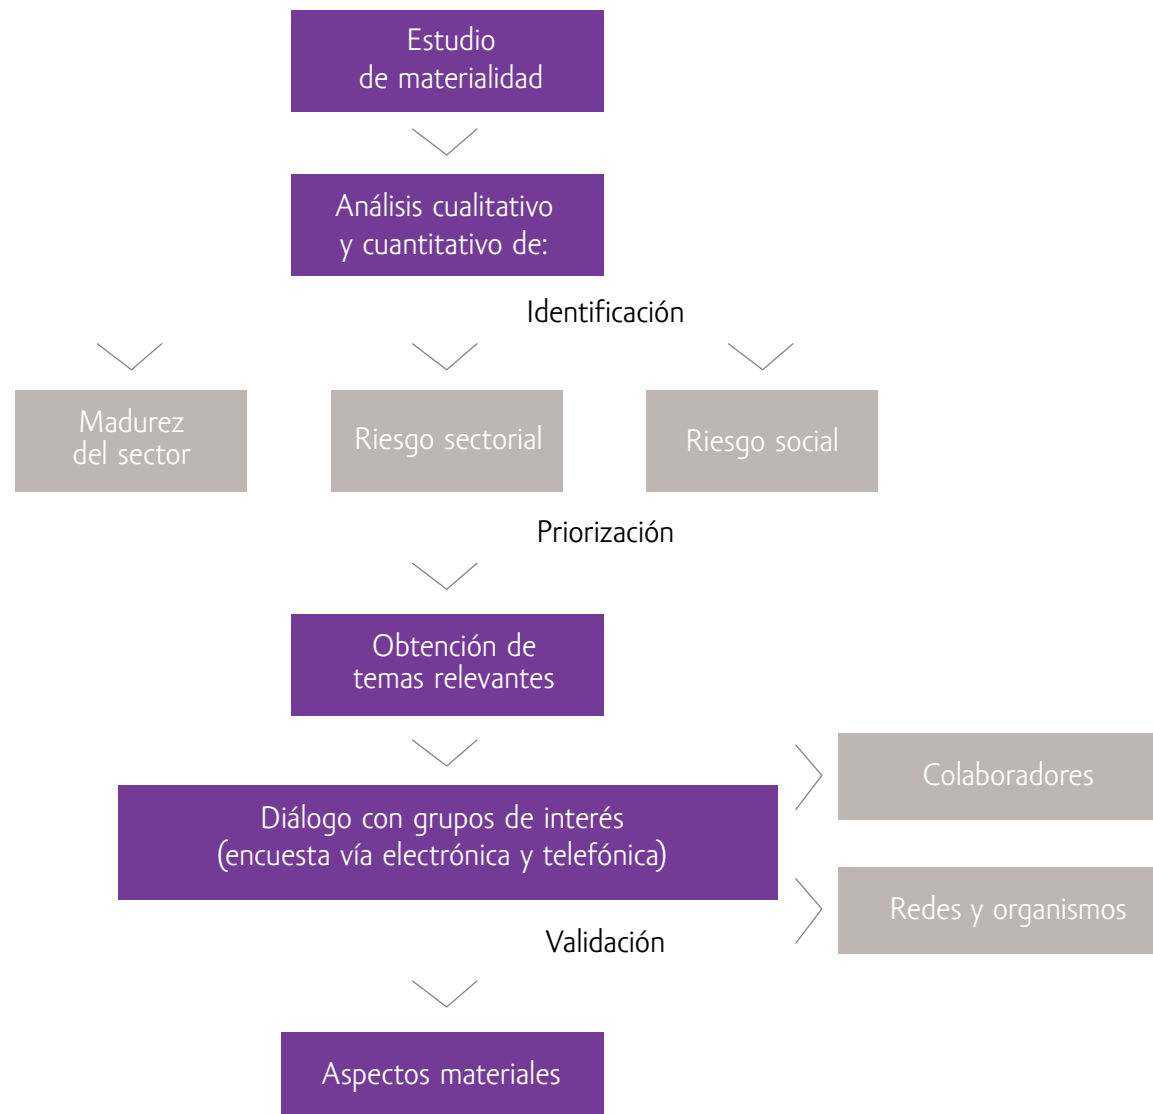 Estudio
de materialidad
Análisis cualitativo
y cuantitativo de:
Identificación
Madurez
del sector
Riesgo sectorial
Riesgo social
Priorización
Obtención de
temas relevantes
Diálogo con grupos de interés
(encuesta vía electrónica y telefónica)
Colaboradores
Redes y organismos
Validación
Aspectos materiales